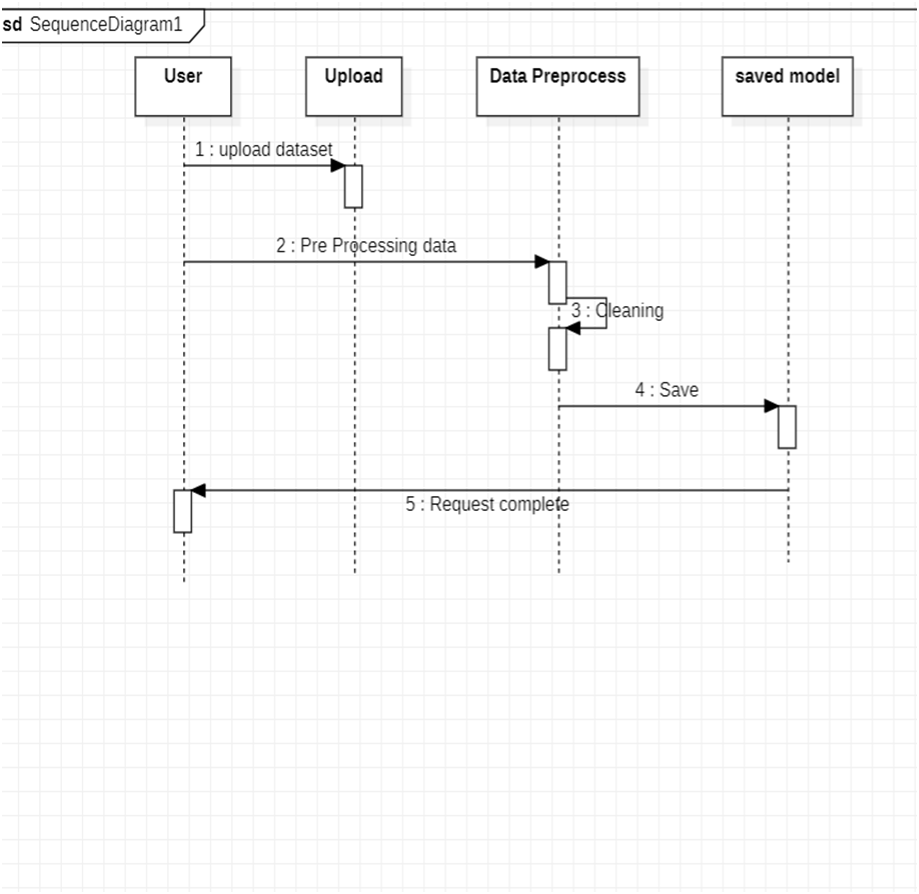 sd SequenceDiagram1
User
Upload
Data Preprocess
saved model
1 : upload dataset
2 : Pre Processing data
3 : Cleaning
4 : Save
5 : Request complete